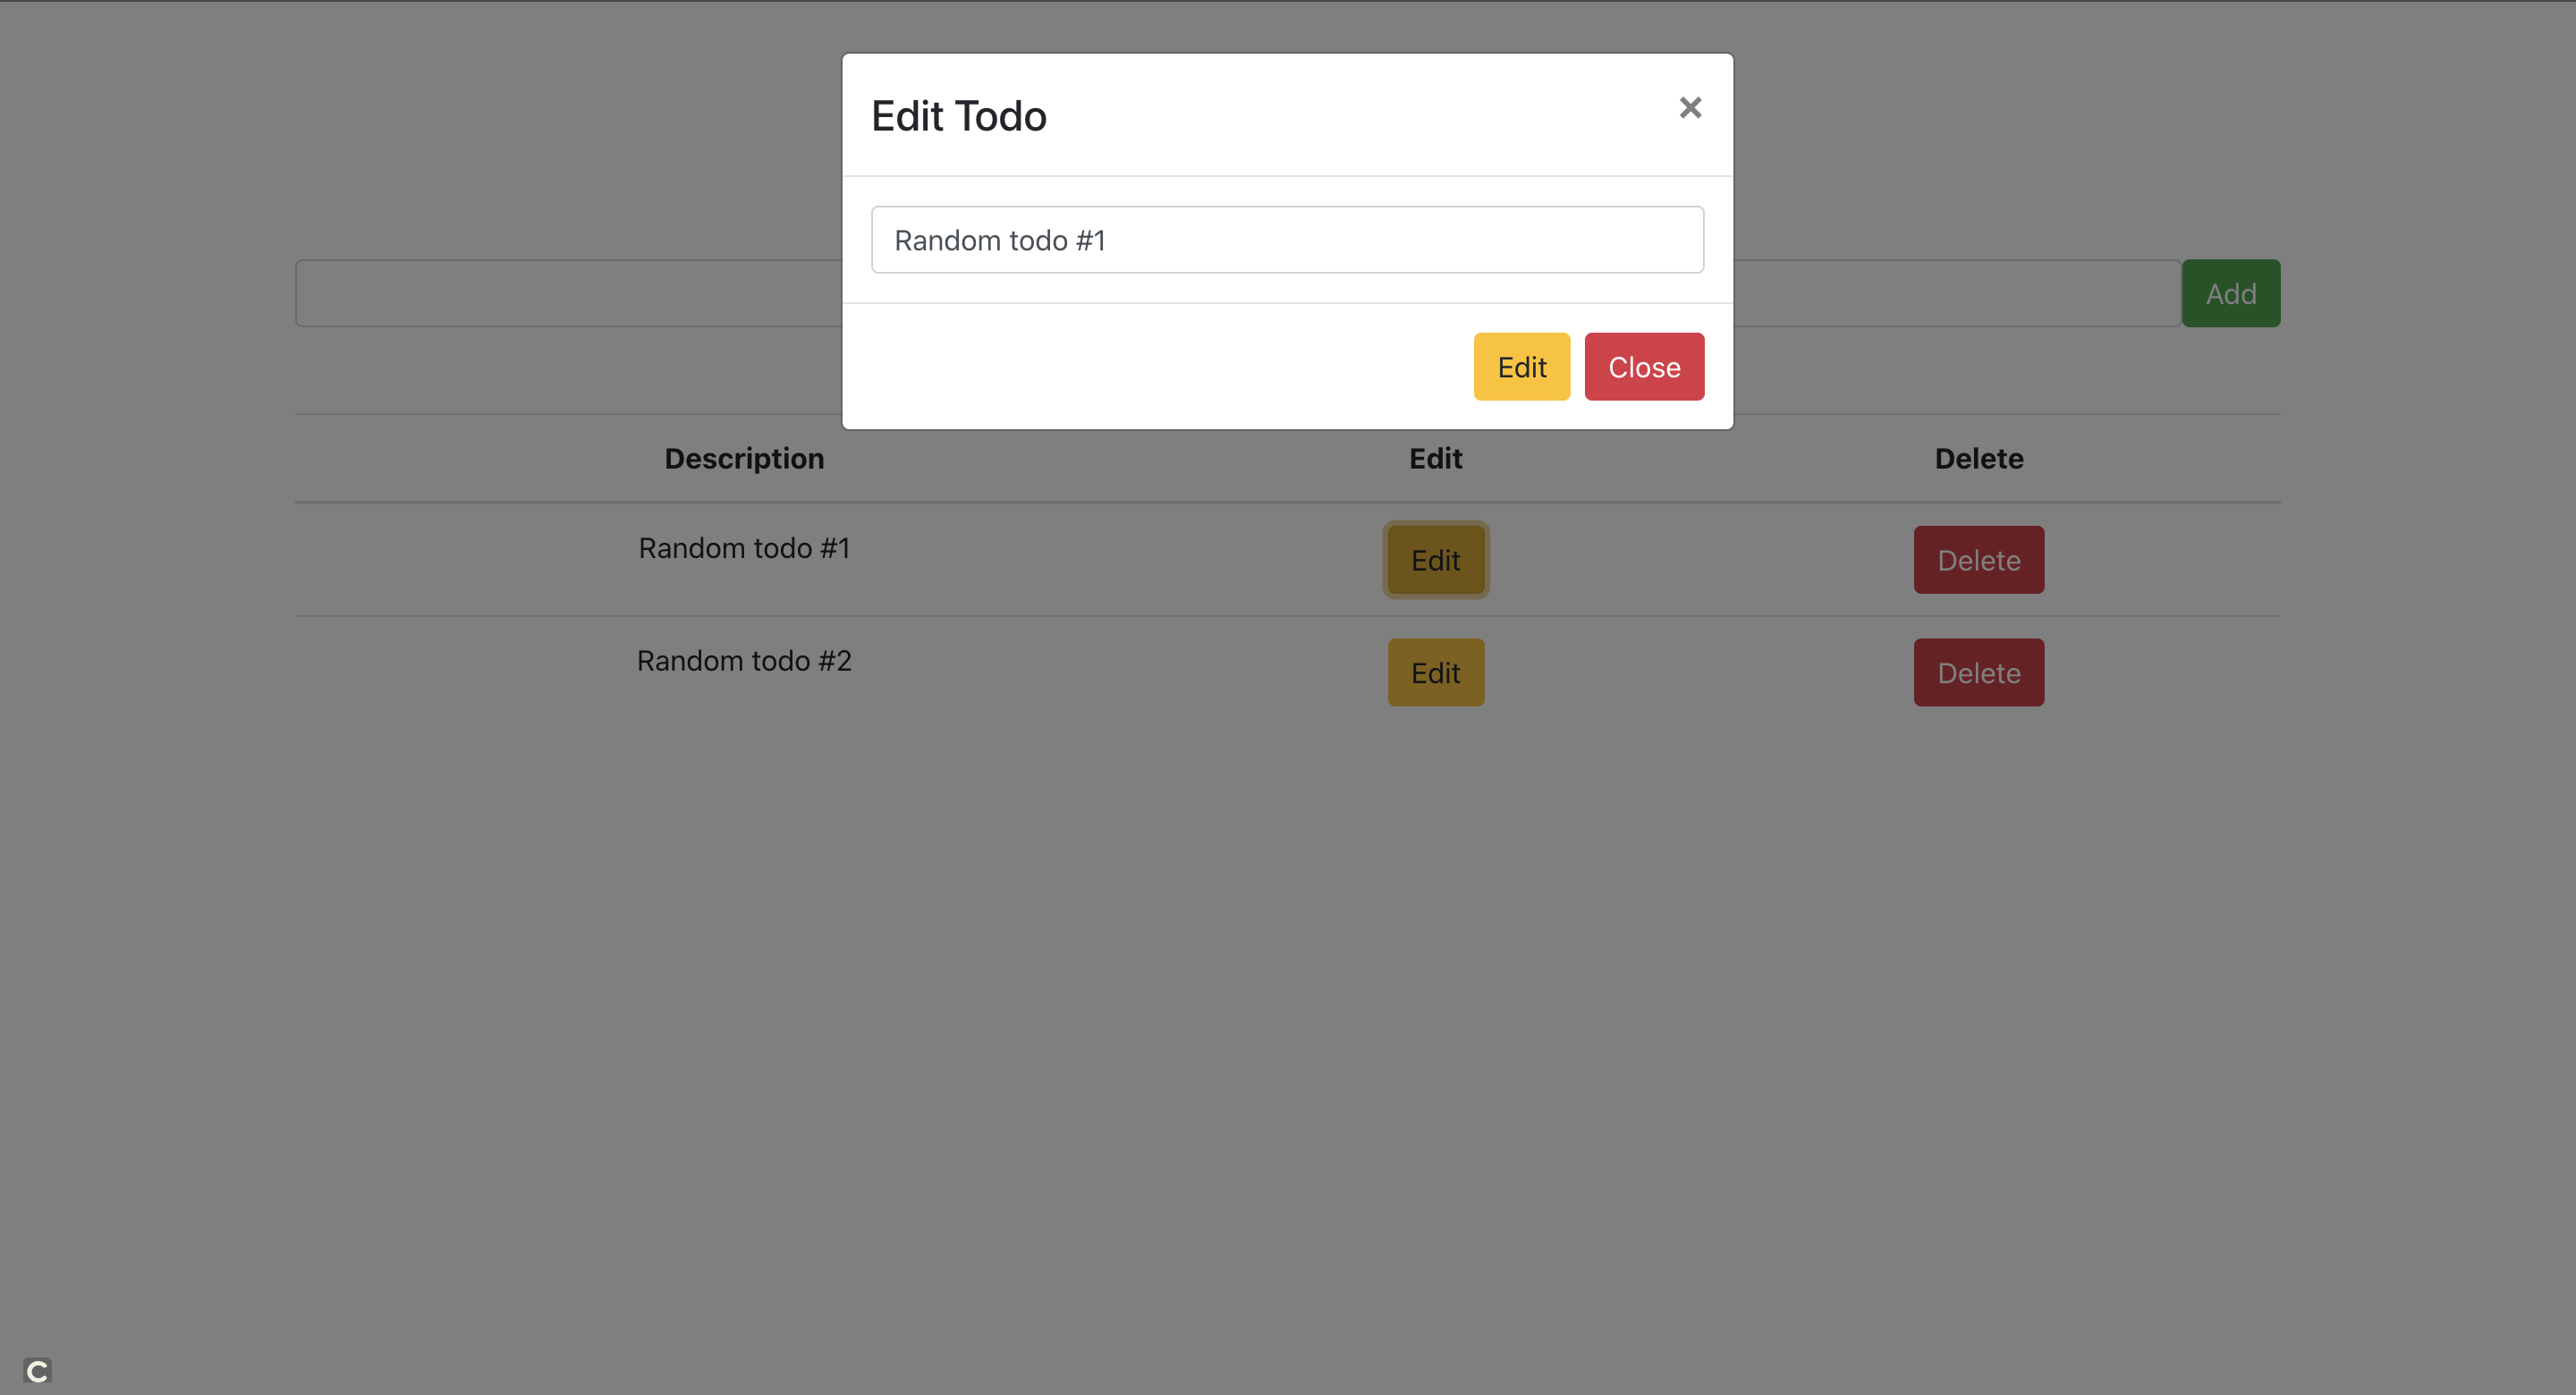 Edit Todo ×
Random todo #1
Add
Edit Close
Description Edit Delete
Random todo #1 Edit Delete
Random todo #2 Edit Delete
C